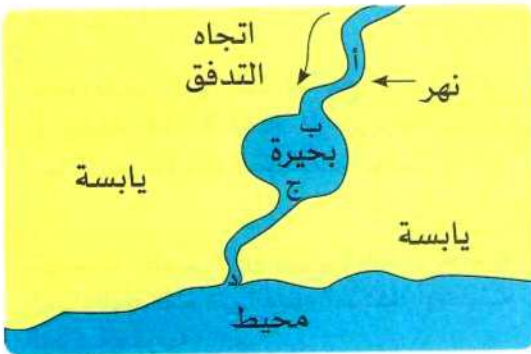 اتجاه
التدفق
أ
نهر
ب
بحيرة
ج
يابسة
يابسة
د
محيط